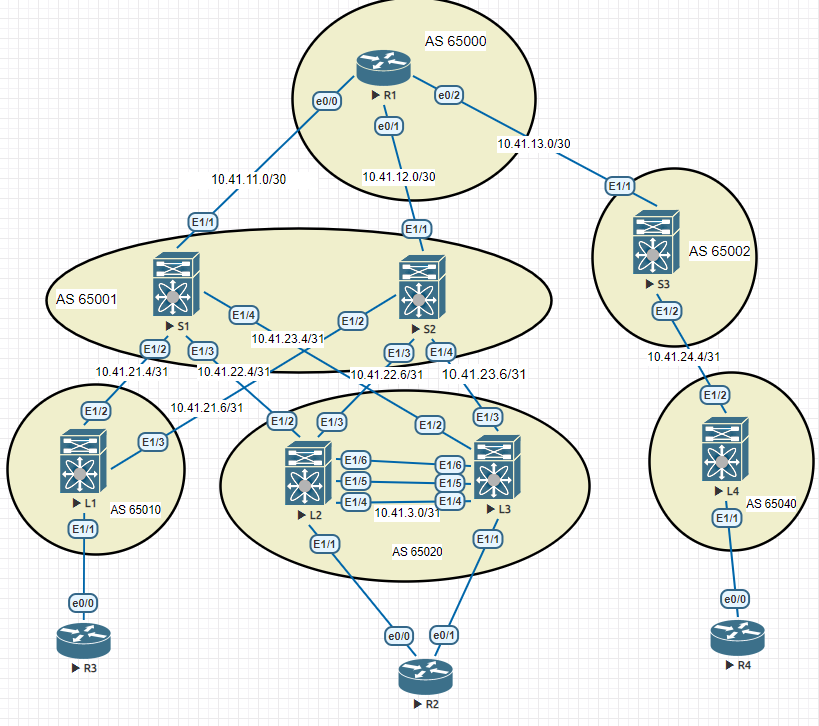 AS 65000
R1
e0/0
e0/2
e0/1
10.41.13.0/30
10.41.11.0/30
10.41.12.0/30
E1/1
E1/1
E1/1
AS 65002
S3
AS 65001
S1
S2
E1/4
E1/2
E1/2
10.41.23.4/31
E1/2
E1/3
E1/3
E1/4
10.41.24.4/31
10.41.21.4/31
10.41.22.4/31
10.41.22.6/31
10.41.23.6/31
E1/2
10.41.21.6/31
E1/2
E1/2
E1/3
E1/2
E1/3
E1/3
E1/6
E1/6
E1/5
E1/5
E1/4
E1/4
L1
L2
L3
L4
10.41.3.0/31
AS 65010
AS 65040
E1/1
E1/1
E1/1
E1/1
AS 65020
e0/0
e0/0
e0/0
e0/1
R3
R4
R2